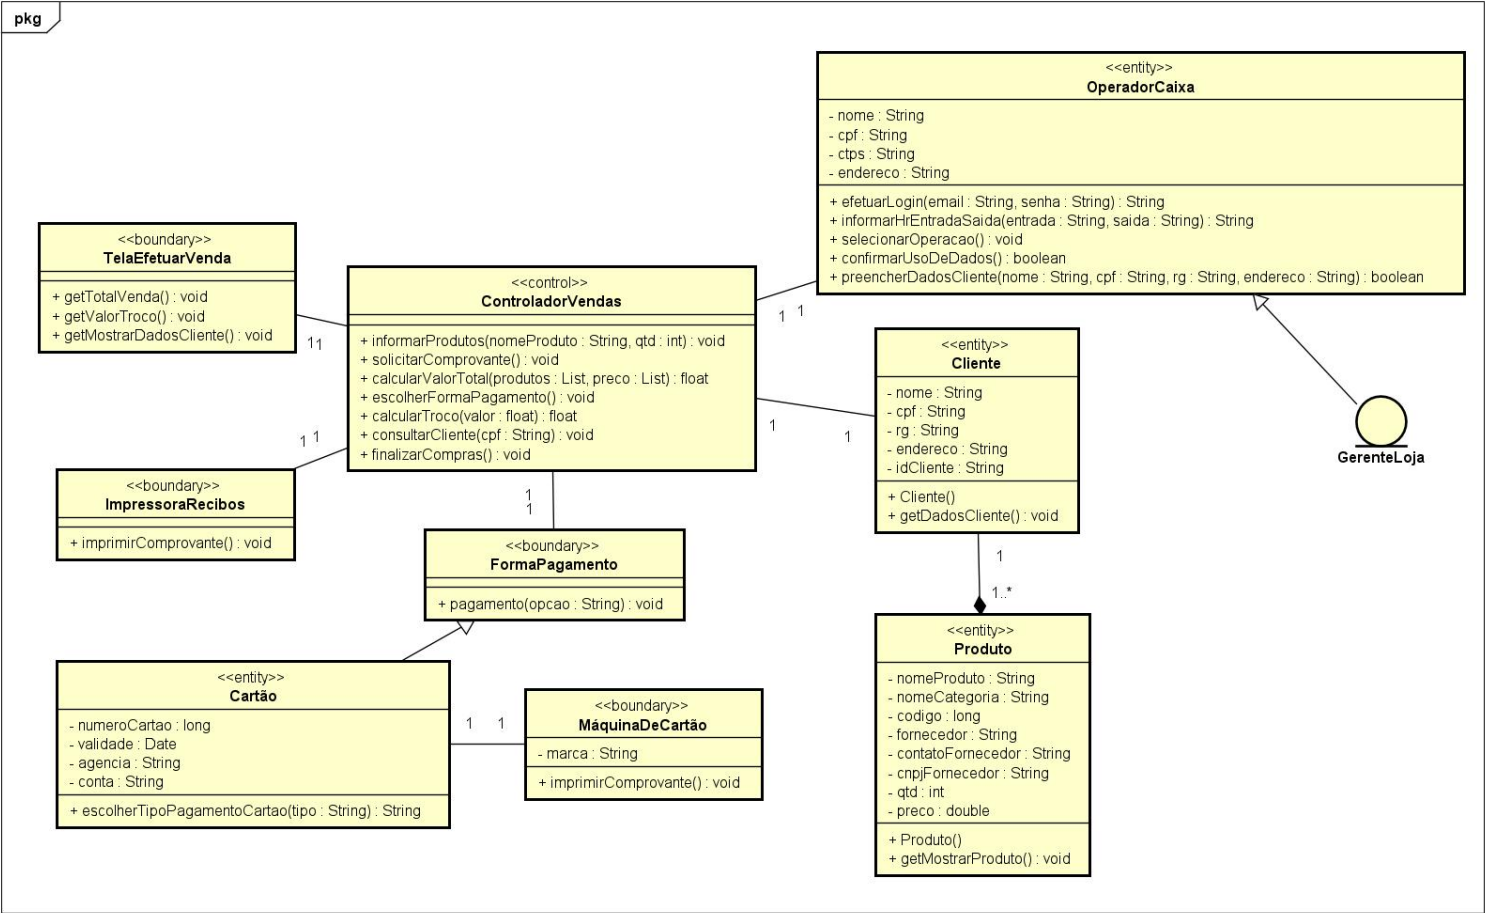 pkg
<<entity>>
OperadorCaixa
- nome : String
- cpf : String
- ctps : String
- endereco : String
+ efetuarLogin(email : String, senha : String) : String
+ informarHrEntradaSaida(entrada : String, saida : String) : String
+ selecionarOperacao() : void
+ confirmarUsoDeDados() : boolean
+ preencherDadosCliente(nome : String, cpf : String, rg : String, endereco : String) : boolean
<<boundary>>
TelaEfetuarVenda
+ getTotalVenda() : void
+ getValorTroco() : void
+ getMostrarDadosCliente() : void
1
1
<<control>>
ControladorVendas
+ informarProdutos(nomeProduto : String, qtd : int) : void
+ solicitarComprovante() : void
+ calcularValorTotal(produtos : List, preco : List) : float
+ escolherFormaPagamento() : void
+ calcularTroco(valor : float) : float
+ consultarCliente(cpf : String) : void
+ finalizarCompras() : void
1
1
<<entity>>
Cliente
- nome : String
- cpf : String
- rg : String
- endereco : String
- idCliente : String
+ Cliente()
+ getDadosCliente() : void
1
1
GerenteLoja
1
1
<<boundary>>
ImpressoraRecibos
+ imprimirComprovante() : void
1
1
<<boundary>>
FormaPagamento
+ pagamento(opcao : String) : void
1
1..*
<<entity>>
Produto
- nomeProduto : String
- nomeCategoria : String
- codigo : long
- fornecedor : String
- contatoFornecedor : String
- cnpjFornecedor : String
- qtd : int
- preco : double
+ Produto()
+ getMostrarProduto() : void
<<entity>>
Cartão
- numeroCartao : long
- validade : Date
- agencia : String
- conta : String
+ escolherTipoPagamentoCartao(tipo : String) : String
1
1
<<boundary>>
MáquinaDeCartão
- marca : String
+ imprimirComprovante() : void